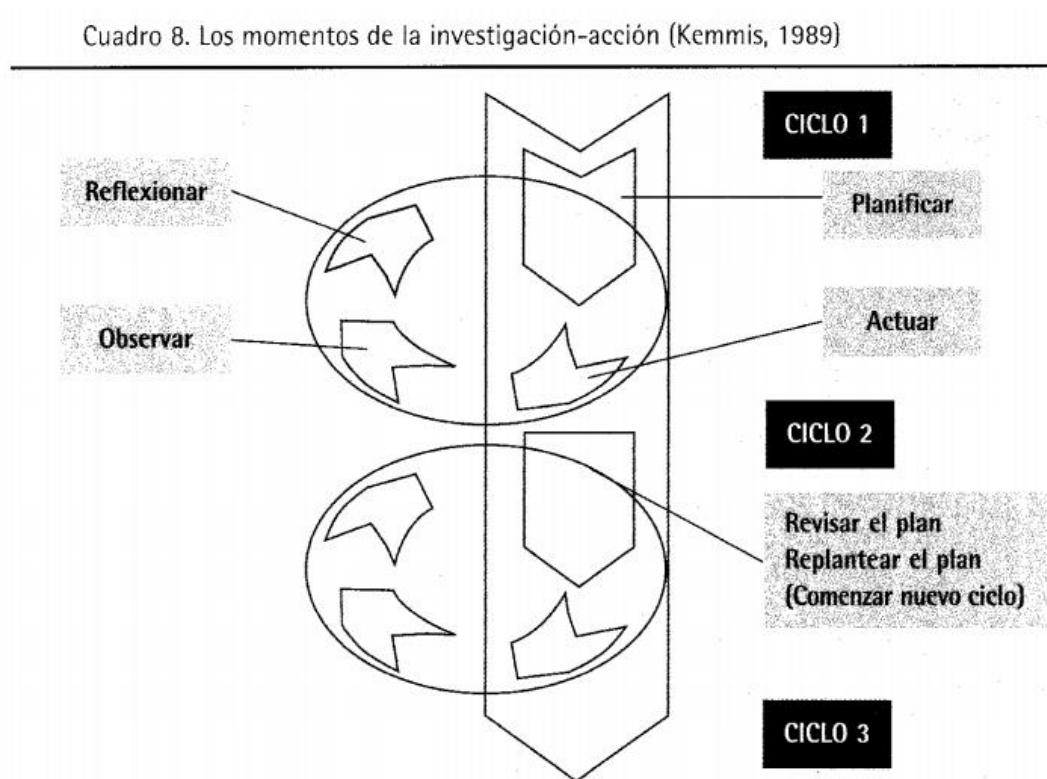 Cuadro 8. Los momentos de la investigación-acción (Kemmis, 1989)
CICLO 1
Reflexionar
Planificar
Observar
Actuar
CICLO 2
Revisar el plan
Replantear el plan
(Comenzar nuevo ciclo)
CICLO 3